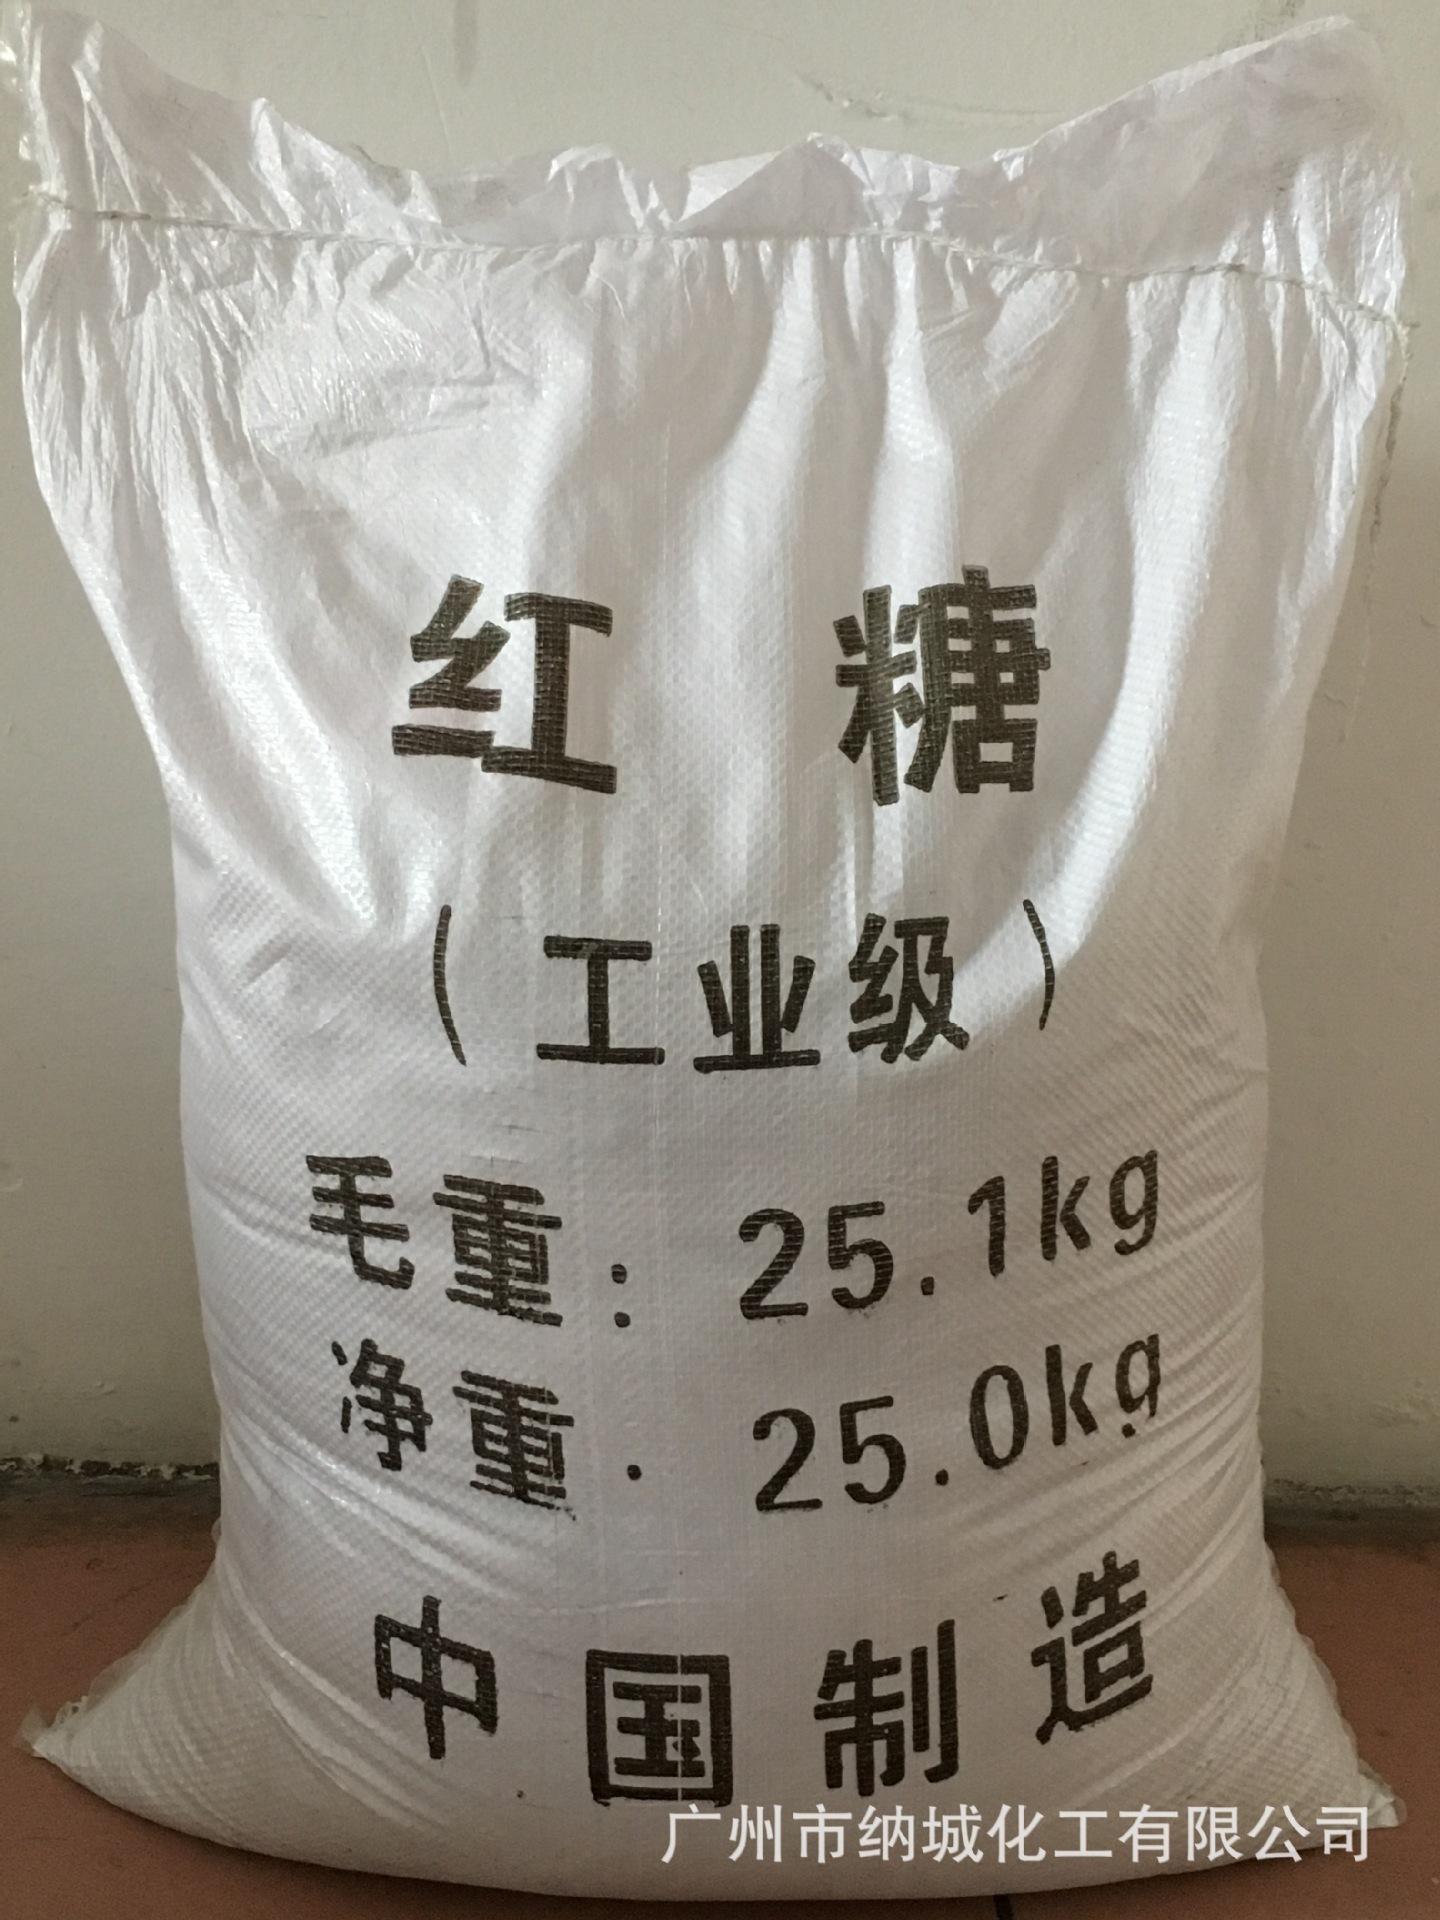 红 糖
(工业级)
毛重:25.1kg
净重:25.0kg
中国制造
广州市纳城化工有限公司